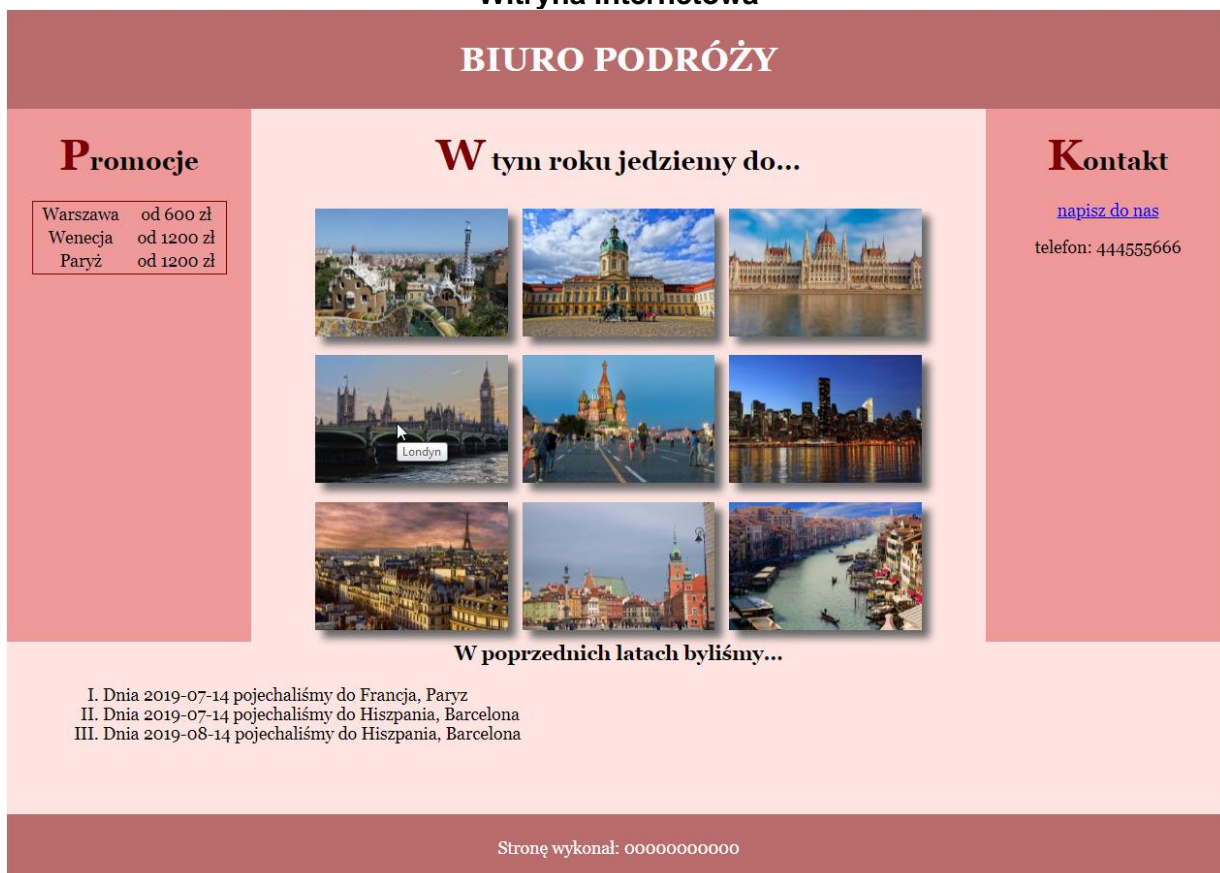 Witryna internetowa
BIURO PODRÓŻY
Promocje
Warszawa od 600 zł
Wenecja od 1200 zł
Paryż od 1200 zł
W tym roku jedziemy do...
Londyn
Kontakt
napisz do nas
telefon: 444555666
W poprzednich latach byliśmy...
I. Dnia 2019-07-14 pojechaliśmy do Francja, Paryz
II. Dnia 2019-07-14 pojechaliśmy do Hiszpania, Barcelona
III. Dnia 2019-08-14 pojechaliśmy do Hiszpania, Barcelona
Stronę wykonał: 00000000000